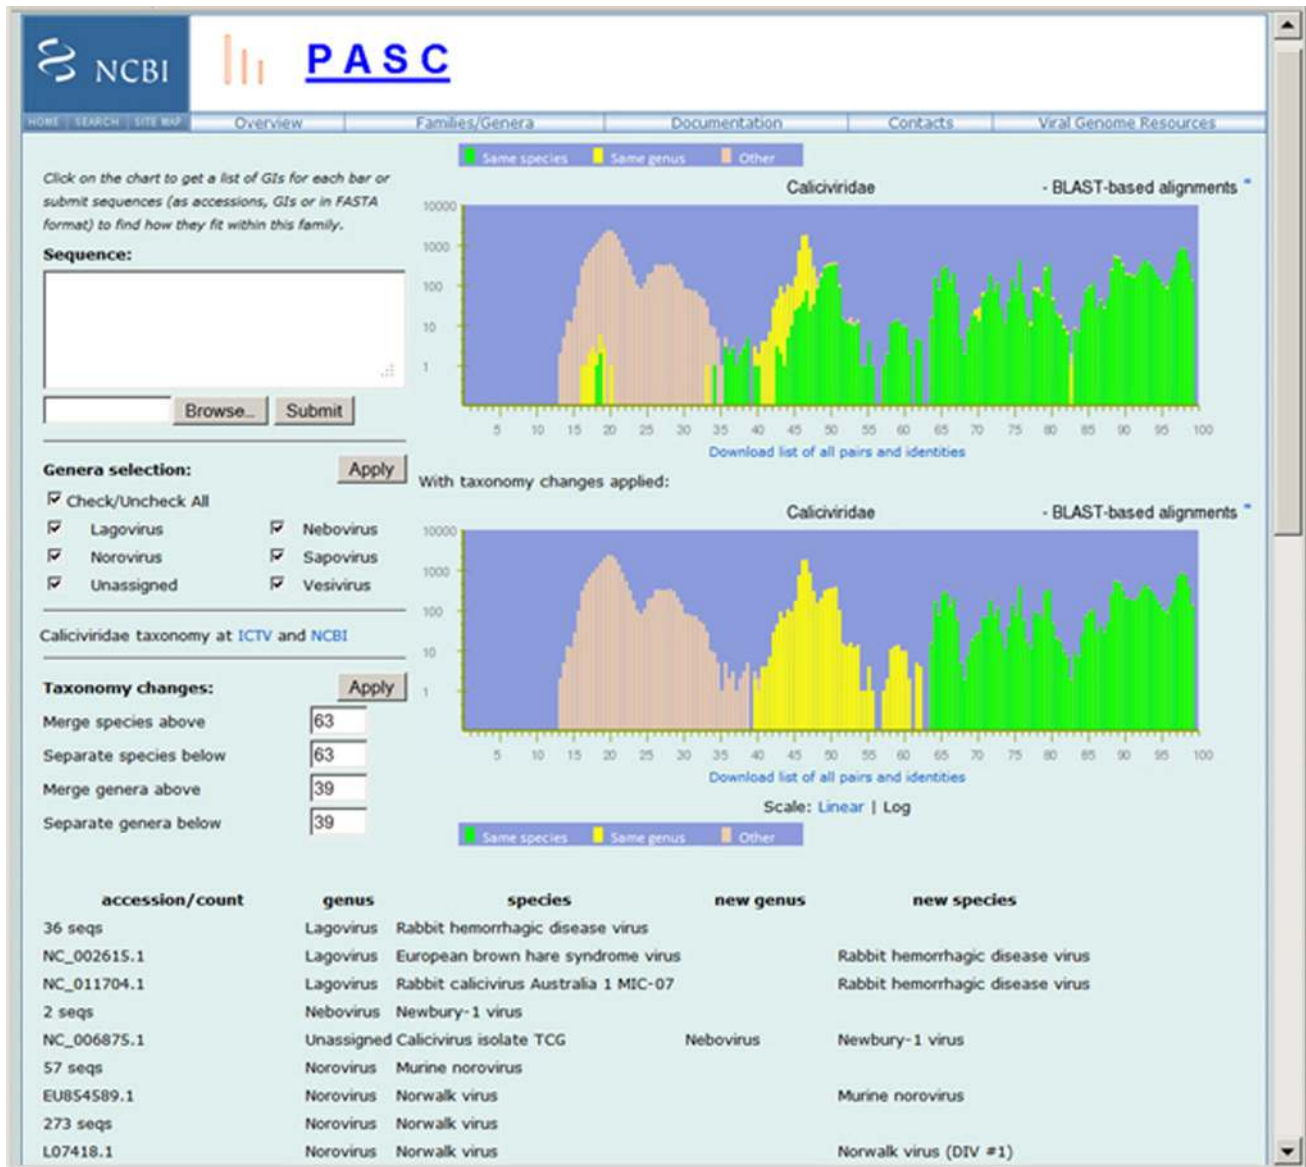 NCBI
PASC
HOME SEARCH SITE MAP Overview Families/Genera Documentation Contacts Viral Genome Resources
Same species Same genus Other
Click on the chart to get a list of GIs for each bar or
submit sequences (as accessions, GIs or in FASTA
format) to find how they fit within this family.
Sequence:
Browse... Submit
Genera selection: Apply
Check/Uncheck All
Lagovirus Nebovirus
Norovirus Sapovirus
Unassigned Vesivirus
Caliciviridae taxonomy at ICTV and NCBI
Taxonomy changes: Apply
Merge species above 63
Separate species below 63
Merge genera above 39
Separate genera below 39
Caliciviridae - BLAST-based alignments *
10000
1000
100
10
1
5 10 15 20 25 30 35 40 45 50 55 60 65 70 75 80 85 90 95 100
Download list of all pairs and identities
With taxonomy changes applied:
Caliciviridae - BLAST-based alignments *
10000
1000
100
10
1
5 10 15 20 25 30 35 40 45 50 55 60 65 70 75 80 85 90 95 100
Download list of all pairs and identities
Scale: Linear | Log
Same species Same genus Other
accession/count genus species new genus new species
36 seqs Lagovirus Rabbit hemorrhagic disease virus
NC_002615.1 Lagovirus European brown hare syndrome virus Rabbit hemorrhagic disease virus
NC_011704.1 Lagovirus Rabbit calicivirus Australia 1 MIC-07 Rabbit hemorrhagic disease virus
2 seqs Nebovirus Newbury-1 virus
NC_006875.1 Unassigned Calicivirus isolate TCG Nebovirus Newbury-1 virus
57 seqs Norovirus Murine norovirus
EU854589.1 Norovirus Norwalk virus Murine norovirus
273 seqs Norovirus Norwalk virus
L07418.1 Norovirus Norwalk virus Norwalk virus (DIV #1)